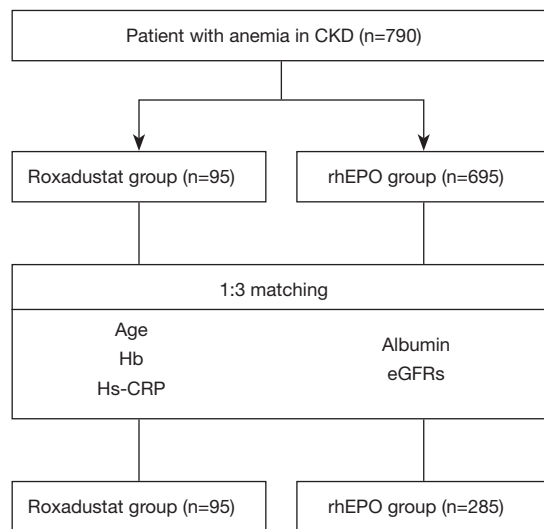 Patient with anemia in CKD (n=790)
Roxadustat group (n=95)
rhEPO group (n=695)
1:3 matching
Age
Hb
Hs-CRP
Albumin
eGFRs
Roxadustat group (n=95)
rhEPO group (n=285)